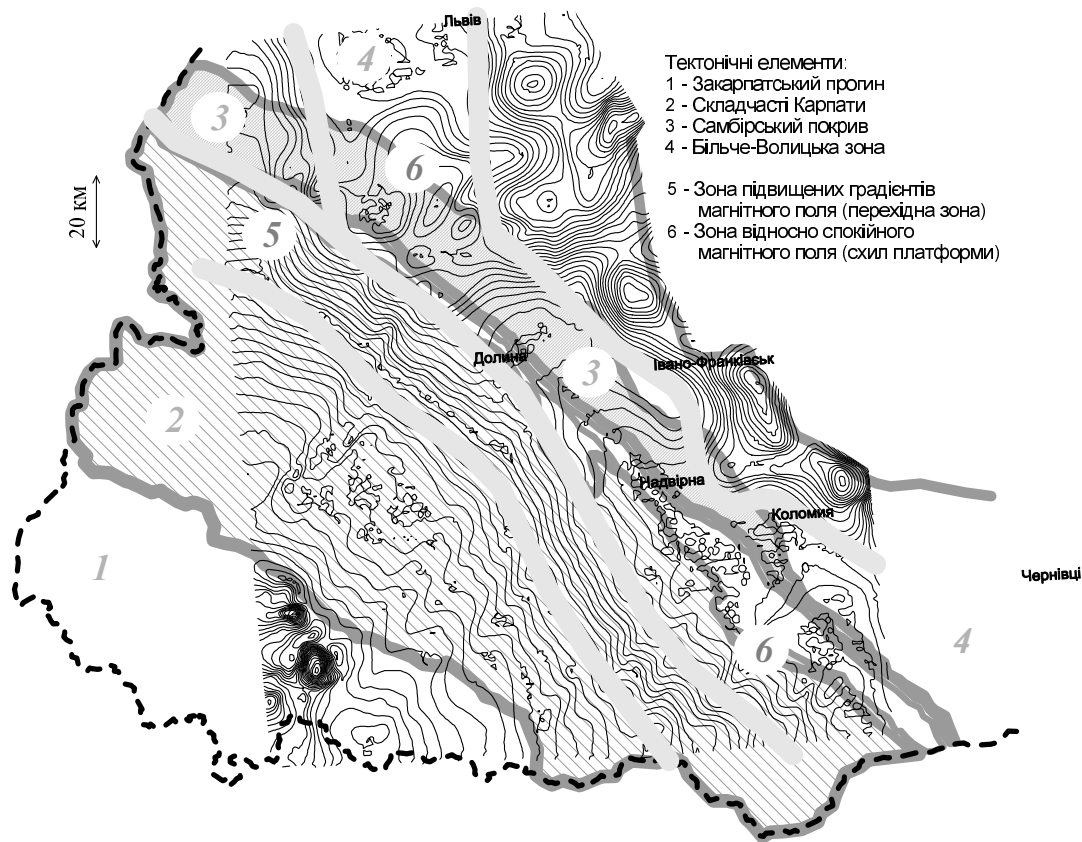 Львів
4
Тектонічні елементи:
1 - Закарпатський прогин
2 - Складчасті Карпати
3 - Самбірський покрив
4 - Більче-Волицька зона
5 - Зона підвищених градієнтів
магнітного поля (перехідна зона)
6 - Зона відносно спокійного
магнітного поля (схил платформи)
3
6
20 км
5
Долина
Івано-Франківськ
3
2
Надвірна
Коломия
1
Чернівці
6
4